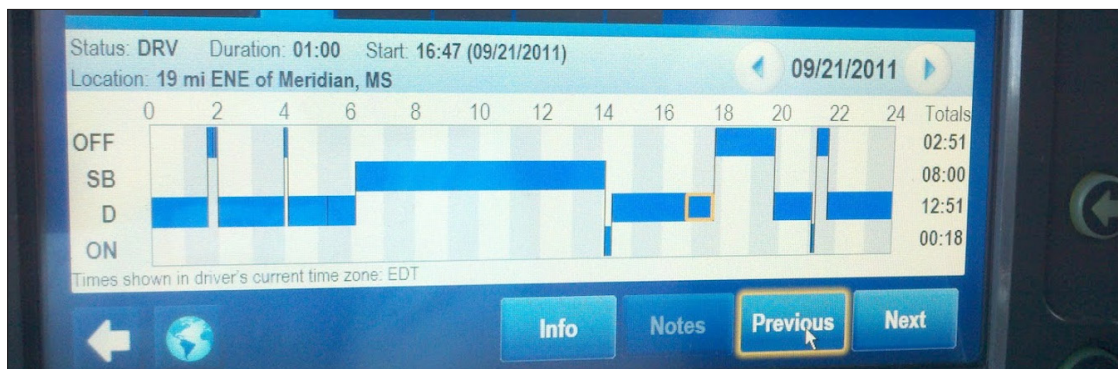 Status: DRV Duration: 01:00 Start: 16:47 (09/21/2011)
Location: 19 mi ENE of Meridian, MS
09/21/2011
0 2 4 6 8 10 12 14 16 18 20 22 24 Totals
OFF 02:51
SB 08:00
D 12:51
ON 00:18
Times shown in driver's current time zone: EDT
Info Notes Previous Next